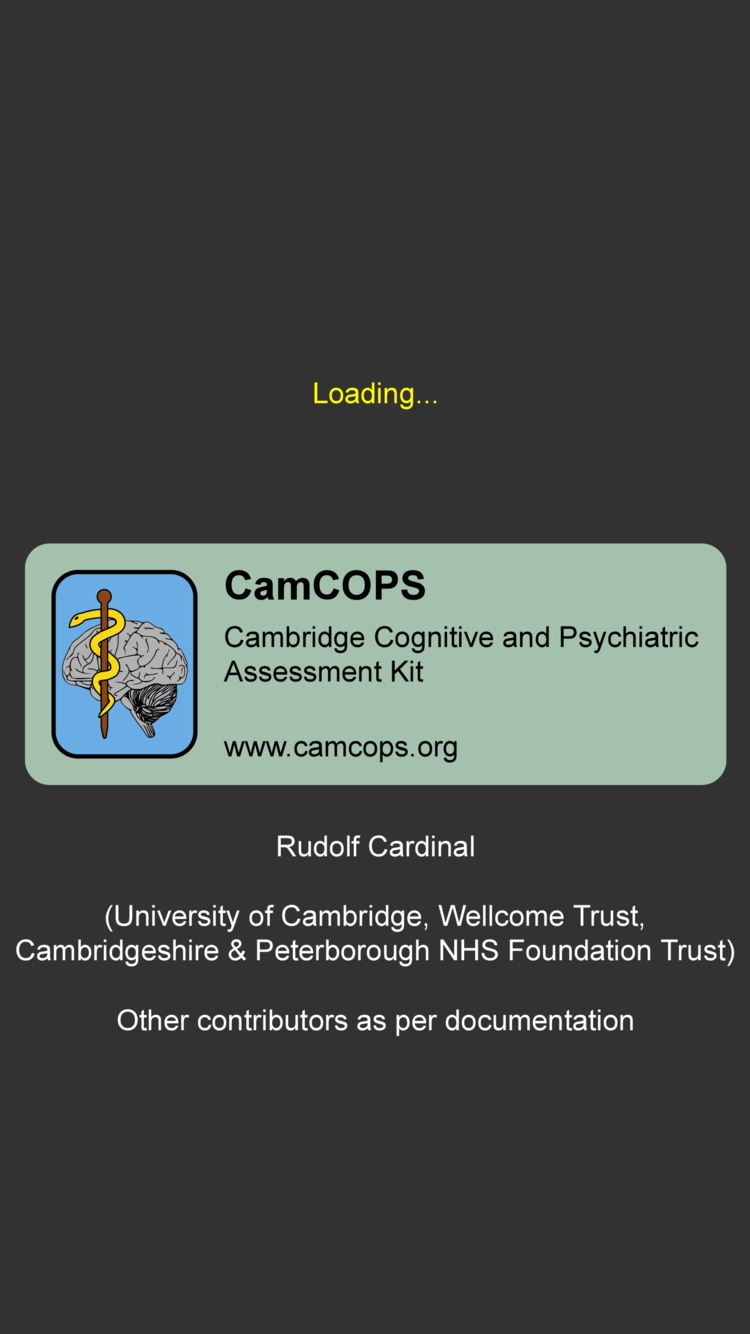 Loading...
CamCOPS
Cambridge Cognitive and Psychiatric
Assessment Kit
www.camcops.org
Rudolf Cardinal
(University of Cambridge, Wellcome Trust,
Cambridgeshire & Peterborough NHS Foundation Trust)
Other contributors as per documentation